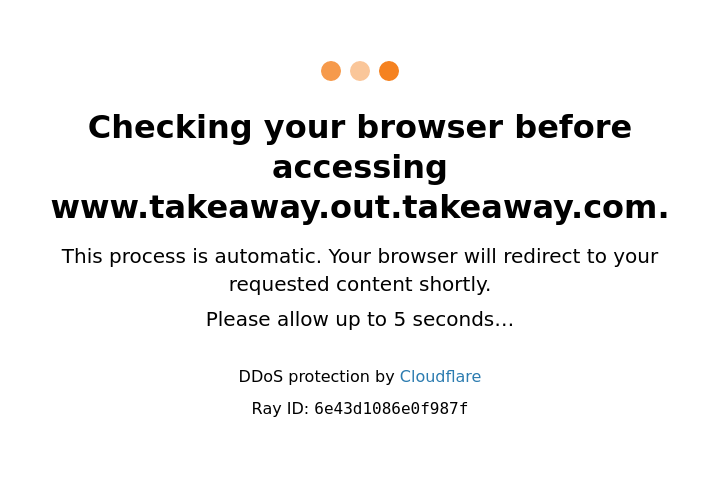 Checking your browser before
accessing
www.takeaway.out.takeaway.com.
This process is automatic. Your browser will redirect to your
requested content shortly.
Please allow up to 5 seconds…
DDoS protection by Cloudflare
Ray ID: 6e43d1086e0f987f